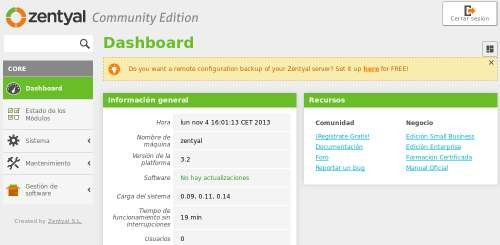 zentyal Community Edition
Cerrar sesión
Dashboard
Do you want a remote configuration backup of your Zentyal server? Set it up here for FREE!
CORE
Dashboard
Estado de los
Módulos
Sistema
Mantenimiento
Gestión de
software
Created by Zentyal S.L.
Información general
Hora lun nov 4 16:01:13 CET 2013
Nombre de
máquina zentyal
Versión de la
plataforma 3.2
Software No hay actualizaciones
Carga del sistema 0.09, 0.11, 0.14
Tiempo de
funcionamiento sin
interrupciones 19 min
Usuarios 0
Recursos
Comunidad Negocio
¡Regístrate Gratis! Edición Small Business
Documentación Edición Enterprise
Foro Formación Certificada
Reportar un bug Manual Oficial